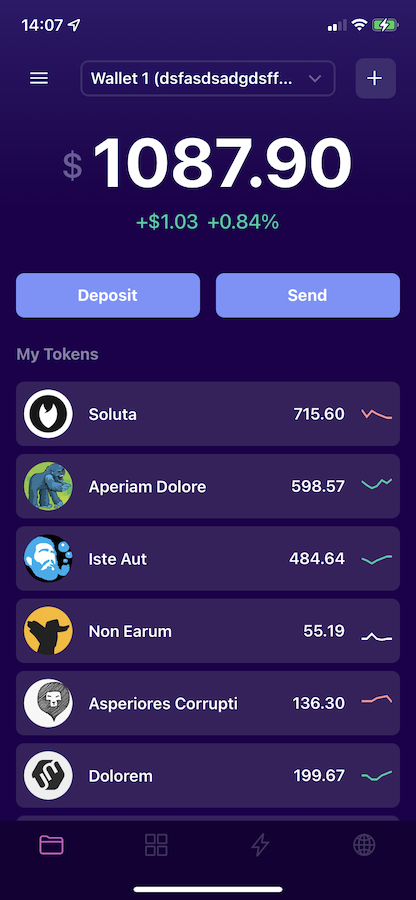 14:07
Wallet 1 (dsfasdsadgdsff...
$1087.90
+$1.03 +0.84%
Deposit Send
My Tokens
Soluta 715.60
Aperiam Dolore 598.57
Iste Aut 484.64
Non Earum 55.19
Asperiores Corrupti 136.30
Dolorem 199.67